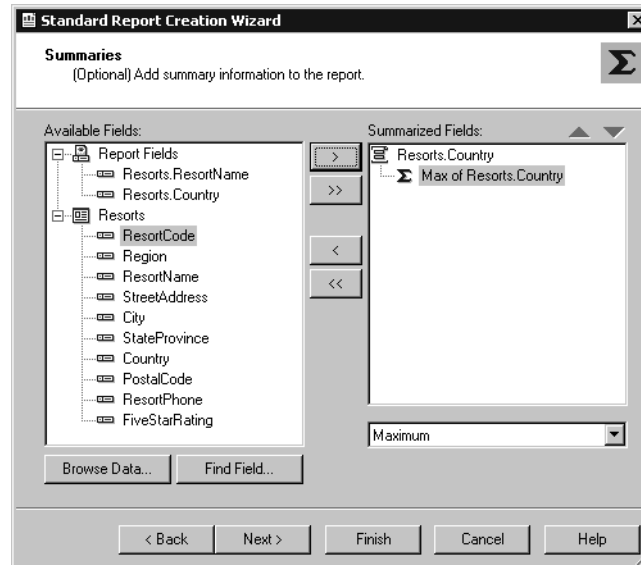 Standard Report Creation Wizard
Summaries
(Optional) Add summary information to the report.
Σ
Available Fields:
Report Fields
Resorts.ResortName
Resorts.Country
Resorts
ResortCode
Region
ResortName
StreetAddress
City
StateProvince
Country
PostalCode
ResortPhone
FiveStarRating
Browse Data...
Find Field...
>
>>
<
<<
Summarized Fields:
Resorts.Country
Σ Max of Resorts.Country
Maximum
< Back
Next >
Finish
Cancel
Help